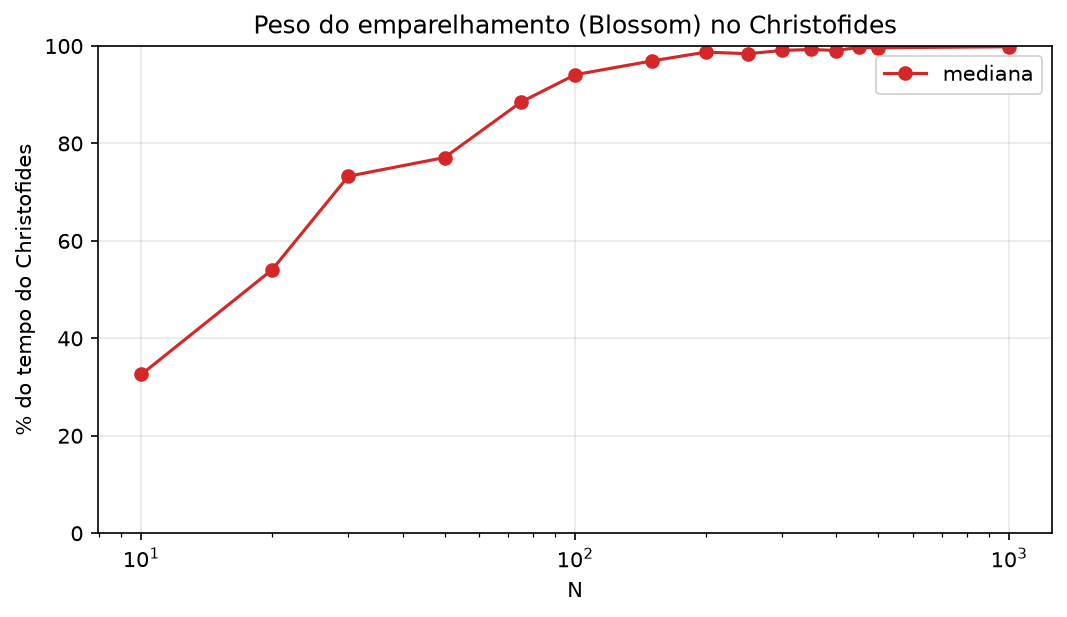 Peso do emparelhamento (Blossom) no Christofides
% do tempo do Christofides
100
80
60
40
20
0
mediana
10¹
10²
10³
N